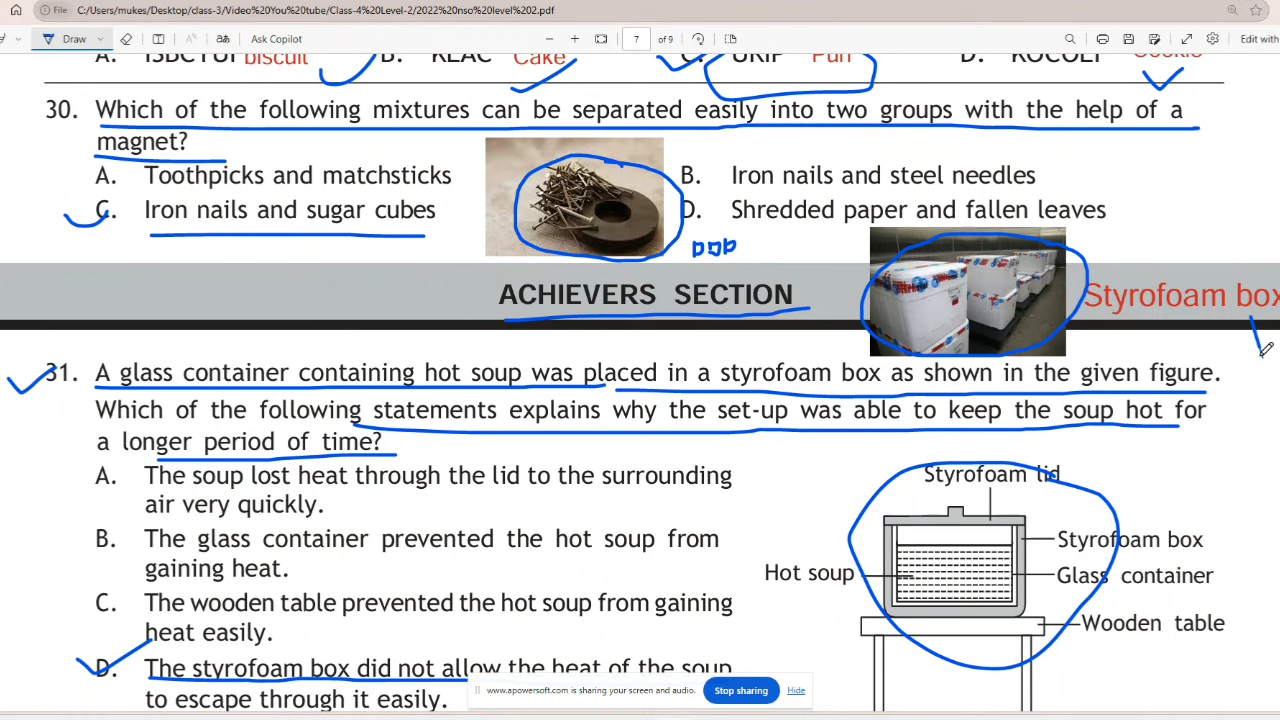 File C:/Users/mukes/Desktop/class-3/Video%20You%20tube/Class-4%20Level-2/2022%20nso%20level%202.pdf
Draw Ask Copilot 7 of 9 Edit with
A. ISBCTUI biscuit B. KEAC Cake C. URIP Puri D. KOCOEI Cookie
30. Which of the following mixtures can be separated easily into two groups with the help of a
magnet?
A. Toothpicks and matchsticks B. Iron nails and steel needles
C. Iron nails and sugar cubes D. Shredded paper and fallen leaves
ACHIEVERS SECTION
Styrofoam box
31. A glass container containing hot soup was placed in a styrofoam box as shown in the given figure.
Which of the following statements explains why the set-up was able to keep the soup hot for
a longer period of time?
A. The soup lost heat through the lid to the surrounding
air very quickly.
B. The glass container prevented the hot soup from
gaining heat.
C. The wooden table prevented the hot soup from gaining
heat easily.
D. The styrofoam box did not allow the heat of the soup
to escape through it easily.
Styrofoam lid
Styrofoam box
Hot soup
Glass container
Wooden table
www.apowersoft.com is sharing your screen and audio. Stop sharing Hide